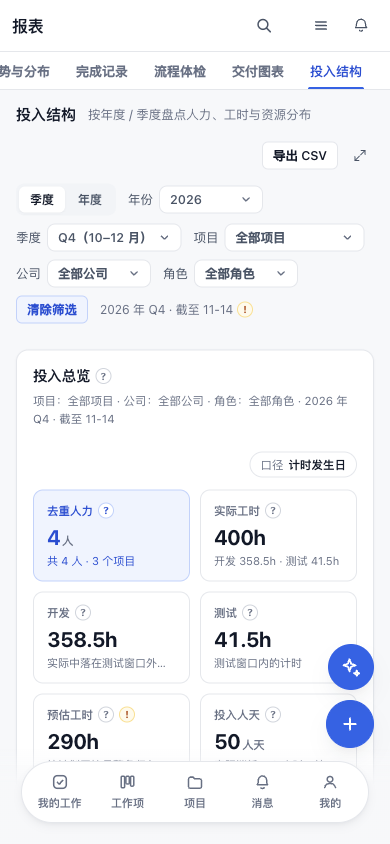 报表
势与分布 完成记录 流程体检 交付图表 投入结构
投入结构 按年度 / 季度盘点人力、工时与资源分布
导出 CSV
季度 年度 年份 2026
季度 Q4（10–12 月） 项目 全部项目
公司 全部公司 角色 全部角色
清除筛选 2026 年 Q4 · 截至 11-14 !
投入总览 ?
项目：全部项目 · 公司：全部公司 · 角色：全部角色 · 2026 年
Q4 · 截至 11-14
口径 计时发生日
去重人力 ? 实际工时 ?
4人 400h
共 4 人 · 3 个项目 开发 358.5h · 测试 41.5h
开发 ? 测试 ?
358.5h 41.5h
实际中落在测试窗口外... 测试窗口内的计时
预估工时 ? ! 投入人天 ?
290h 50人天
我的工作 工作项 项目 消息 我的